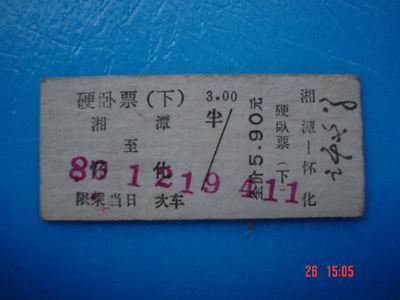 硬卧票(下) 3.00
湘 潭 半
至
怀 化
86 12 19 411
限乘当日 次车
全价5.90元
硬卧票(下)
湘潭—怀化
26 15:05